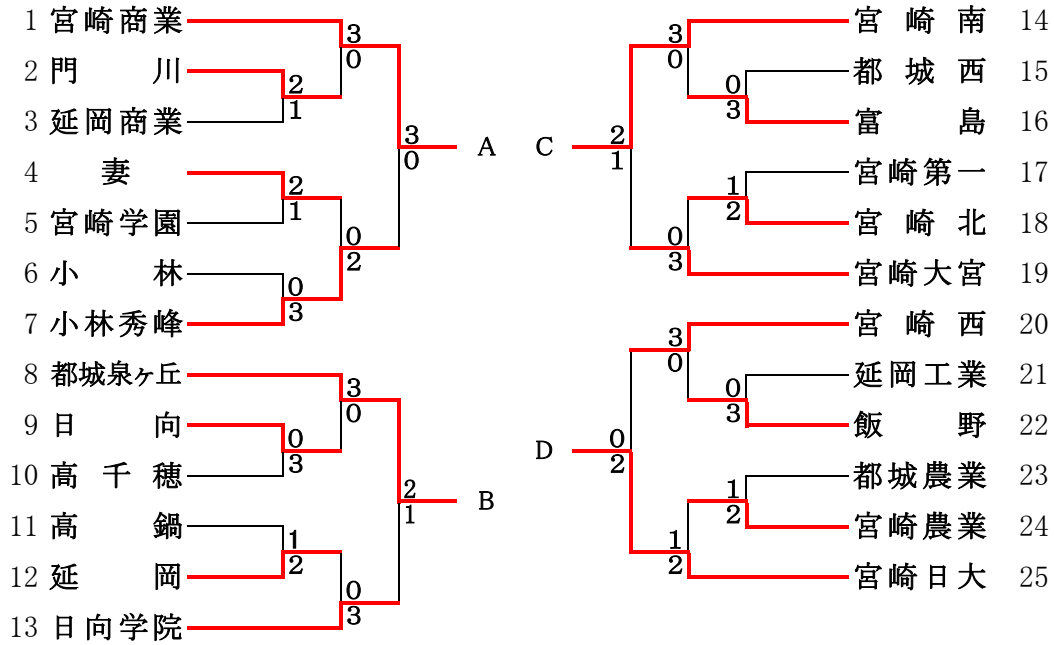 1 宮崎商業
2 門川
3 延岡商業
4 妻
5 宮崎学園
6 小林
7 小林秀峰
8 都城泉ヶ丘
9 日向
10 高千穂
11 高鍋
12 延岡
13 日向学院
3
0
2
1
2
1
0
2
0
3
3
0
3
0
0
3
1
2
0
3
2
1
A
B
C
D
2
1
3
0
0
3
1
2
0
3
0
2
3
0
0
3
1
2
1
2
宮崎南 14
都城西 15
富島 16
宮崎第一 17
宮崎北 18
宮崎大宮 19
宮崎西 20
延岡工業 21
飯野 22
都城農業 23
宮崎農業 24
宮崎日大 25